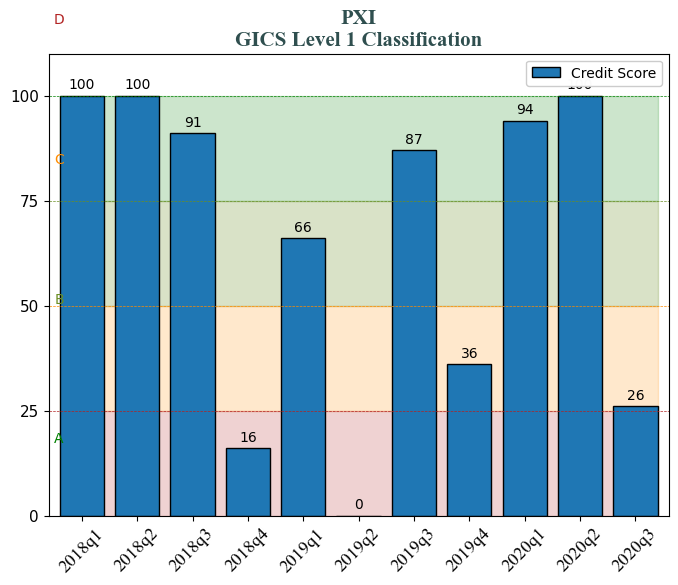 D
PXI
GICS Level 1 Classification
Credit Score
100
100
91
16
66
0
87
36
94
100
26
100
75
50
25
0
C
B
A
2018q1
2018q2
2018q3
2018q4
2019q1
2019q2
2019q3
2019q4
2020q1
2020q2
2020q3